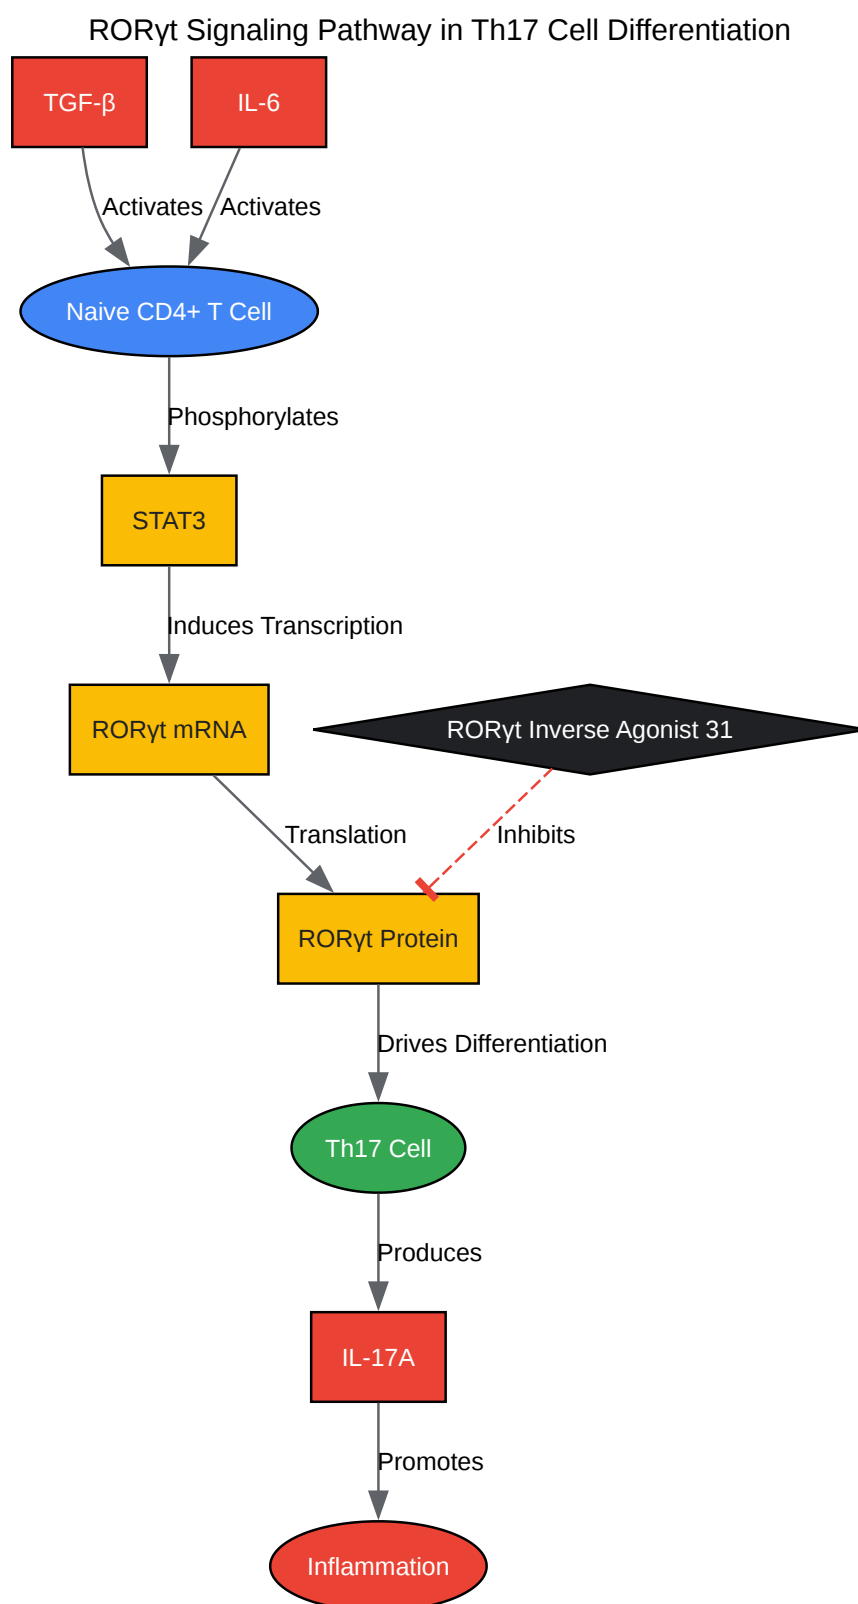 RORγt Signaling Pathway in Th17 Cell Differentiation
TGF-β
IL-6
Activates
Activates
Naive CD4+ T Cell
Phosphorylates
STAT3
Induces Transcription
RORγt mRNA
RORγt Inverse Agonist 31
Translation
Inhibits
RORγt Protein
Drives Differentiation
Th17 Cell
Produces
IL-17A
Promotes
Inflammation